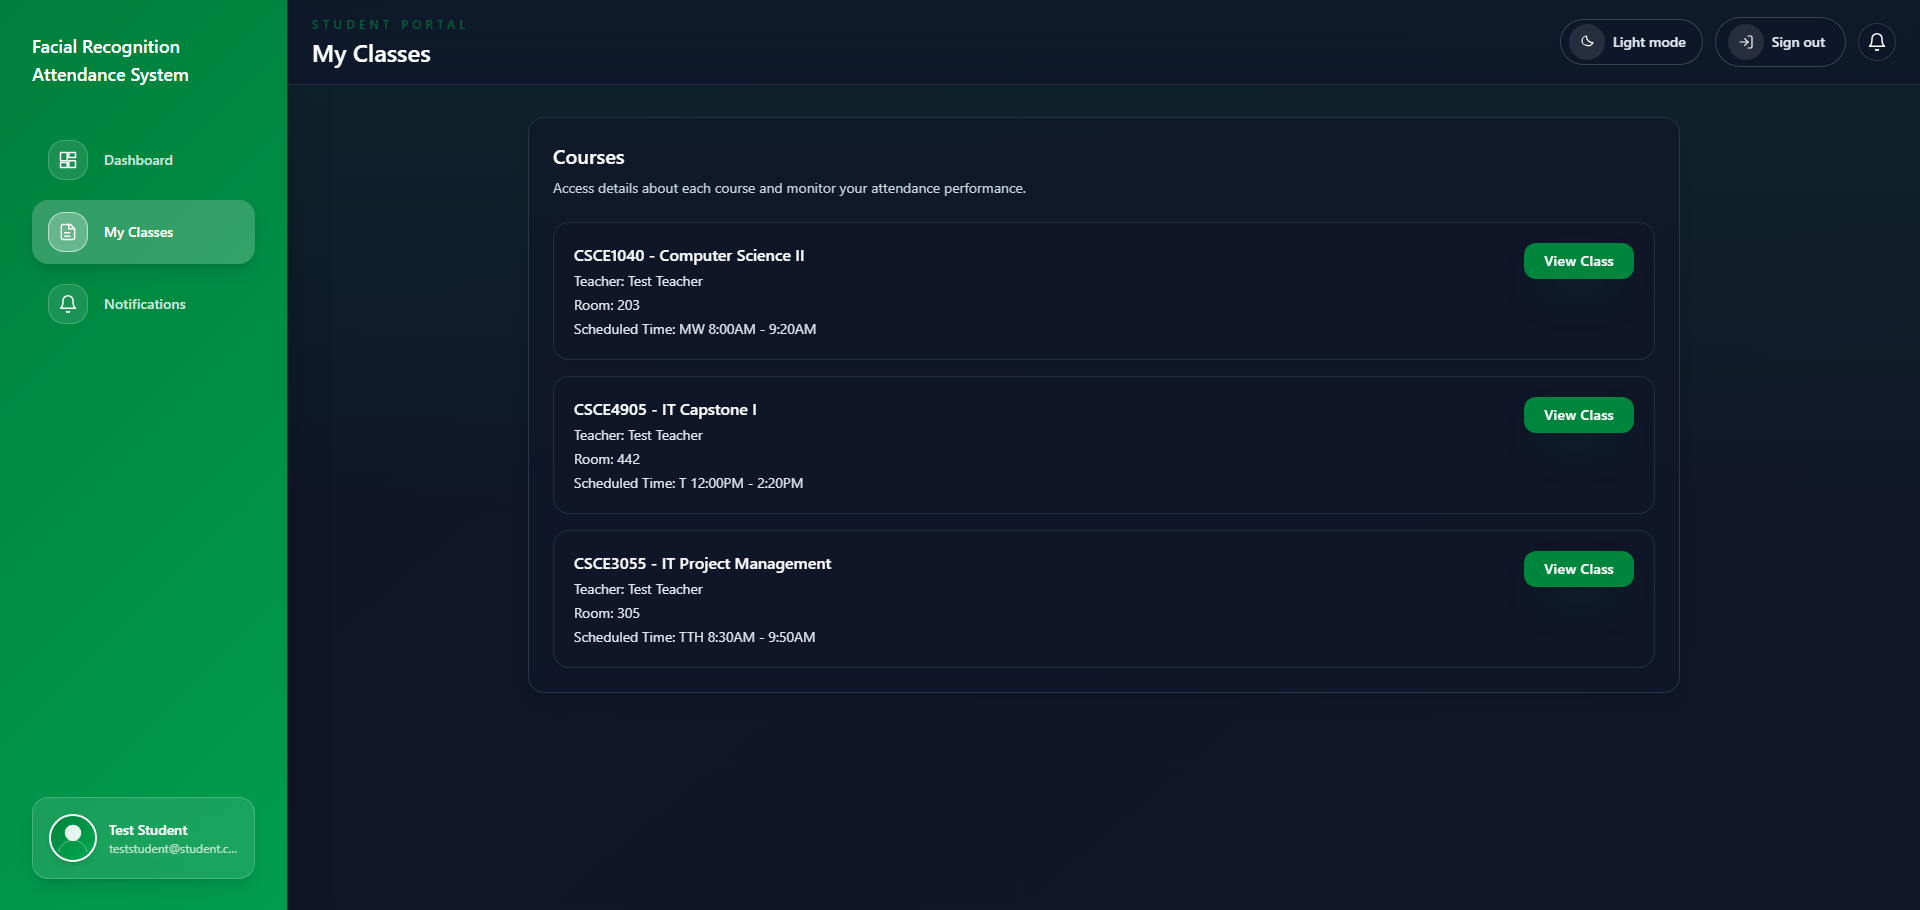 Facial Recognition
Attendance System
Dashboard
My Classes
Notifications
Test Student
teststudent@student.c...
STUDENT PORTAL
My Classes
Light mode
Sign out
Courses
Access details about each course and monitor your attendance performance.
CSCE1040 - Computer Science II
Teacher: Test Teacher
Room: 203
Scheduled Time: MW 8:00AM - 9:20AM
View Class
CSCE4905 - IT Capstone I
Teacher: Test Teacher
Room: 442
Scheduled Time: T 12:00PM - 2:20PM
View Class
CSCE3055 - IT Project Management
Teacher: Test Teacher
Room: 305
Scheduled Time: TTH 8:30AM - 9:50AM
View Class